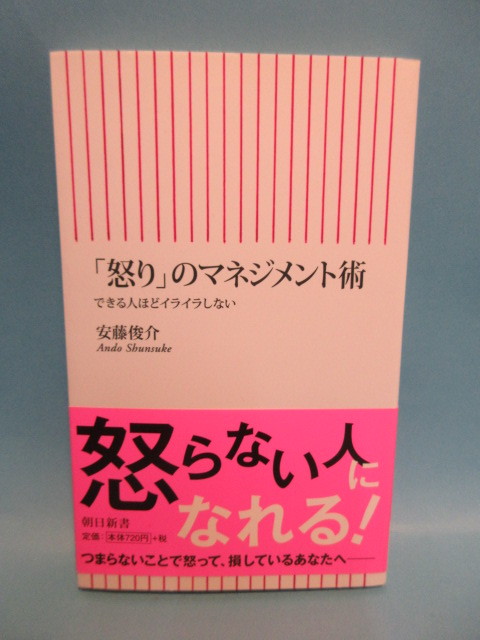 「怒り」のマネジメント術
できる人ほどイライラしない
安藤俊介
Ando Shunsuke
怒らない人に
なれる!
朝日新書
定価:本体720円+税
つまらないことで怒って、損しているあなたへ――